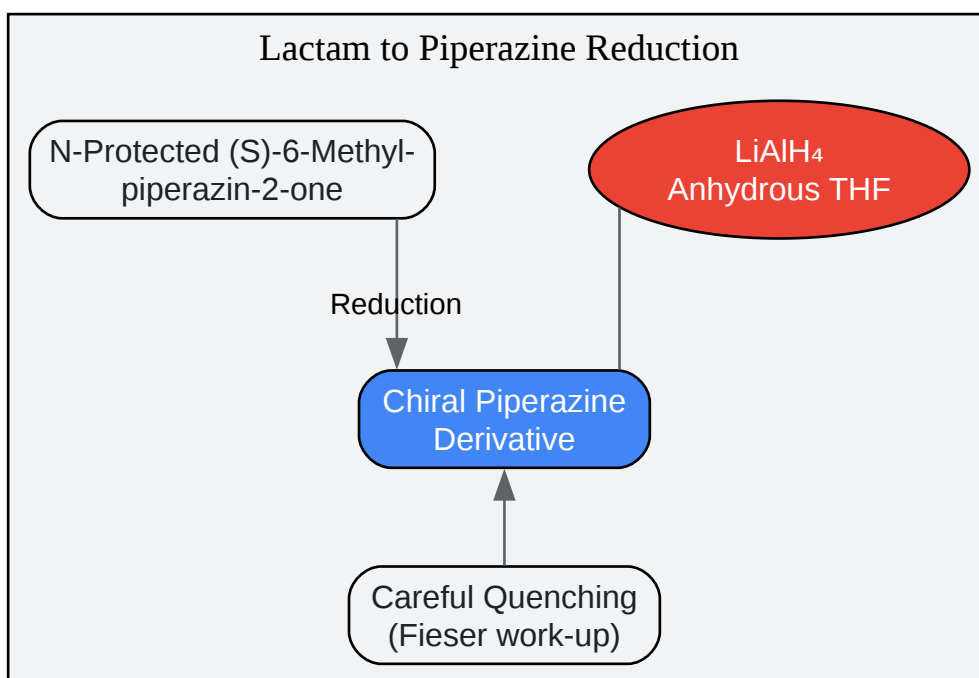 Lactam to Piperazine Reduction
N-Protected (S)-6-Methyl-
piperazin-2-one
LiAlH₄
Anhydrous THF
Reduction
Chiral Piperazine
Derivative
Careful Quenching
(Fieser work-up)